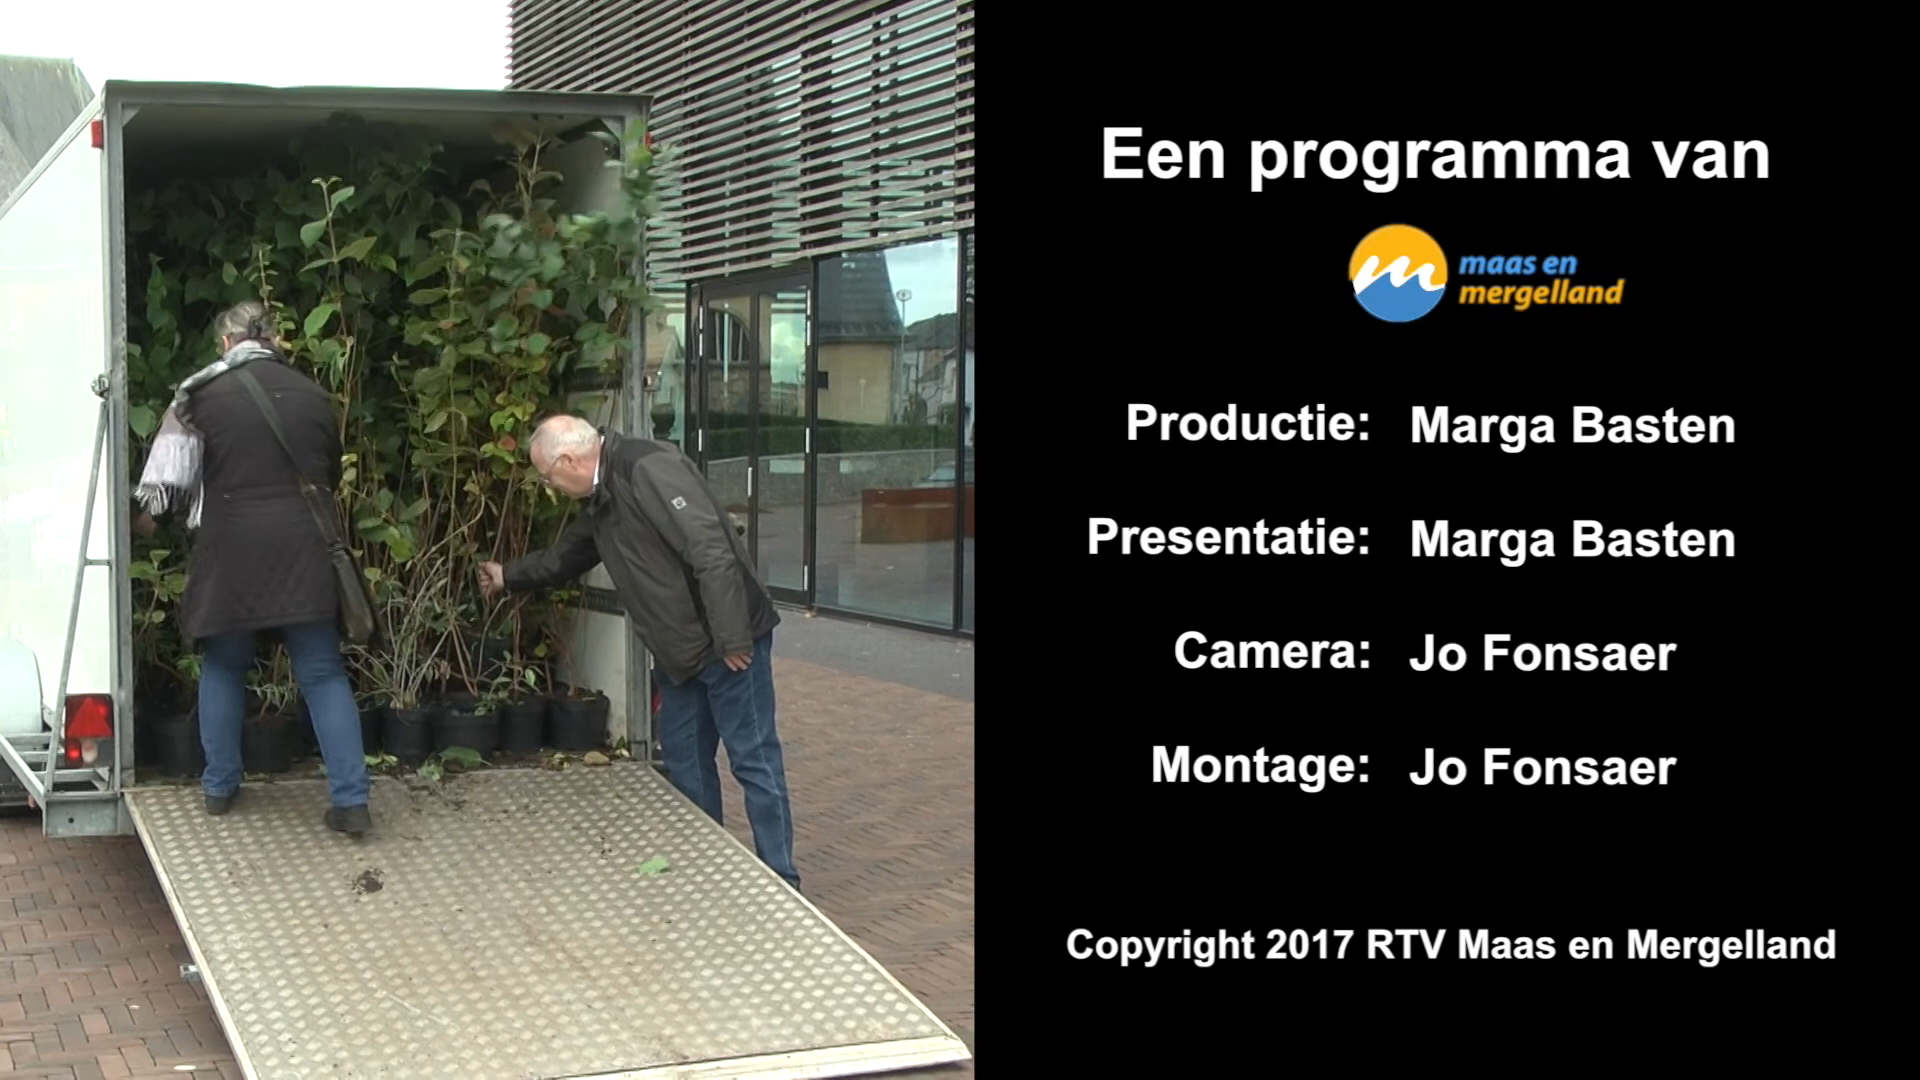 Een programma van
maas en
mergelland
Productie: Marga Basten
Presentatie: Marga Basten
Camera: Jo Fonsaer
Montage: Jo Fonsaer
Copyright 2017 RTV Maas en Mergelland